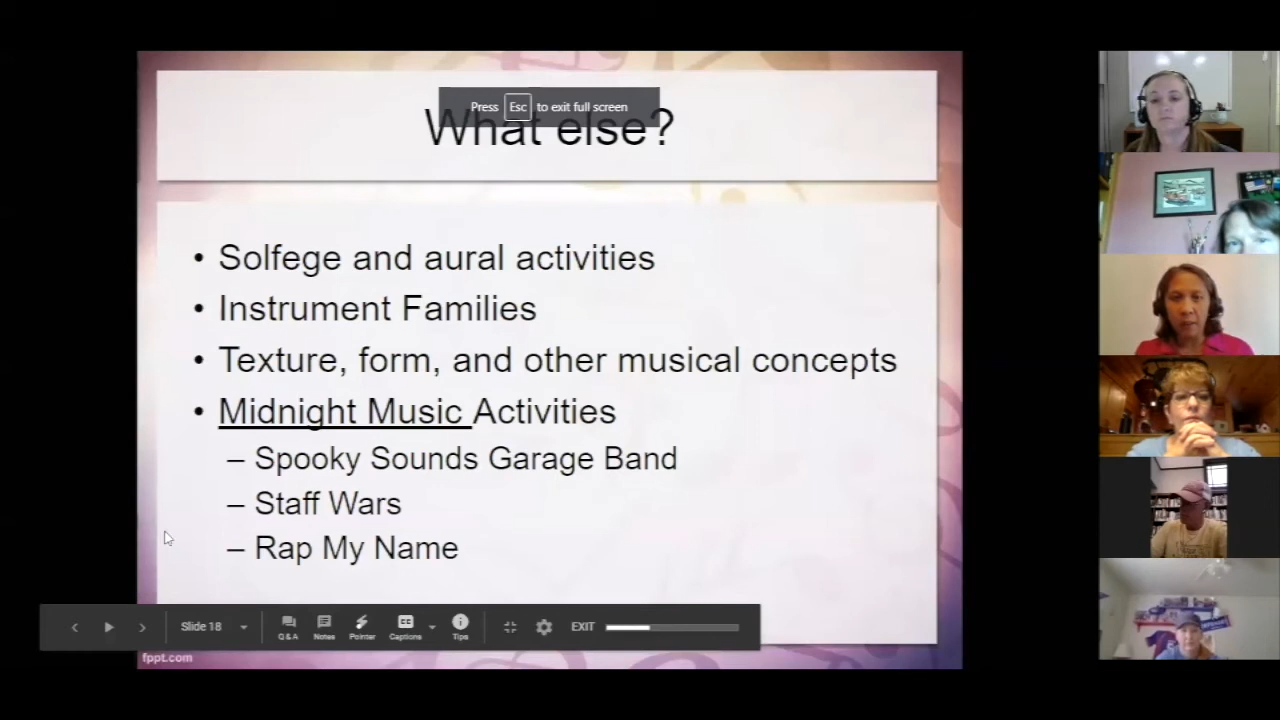 Press Esc to exit full screen
What else?
• Solfege and aural activities
• Instrument Families
• Texture, form, and other musical concepts
• Midnight Music Activities
– Spooky Sounds Garage Band
– Staff Wars
– Rap My Name
Slide 18 Q&A Notes Pointer CC Captions Tips EXIT
fppt.com